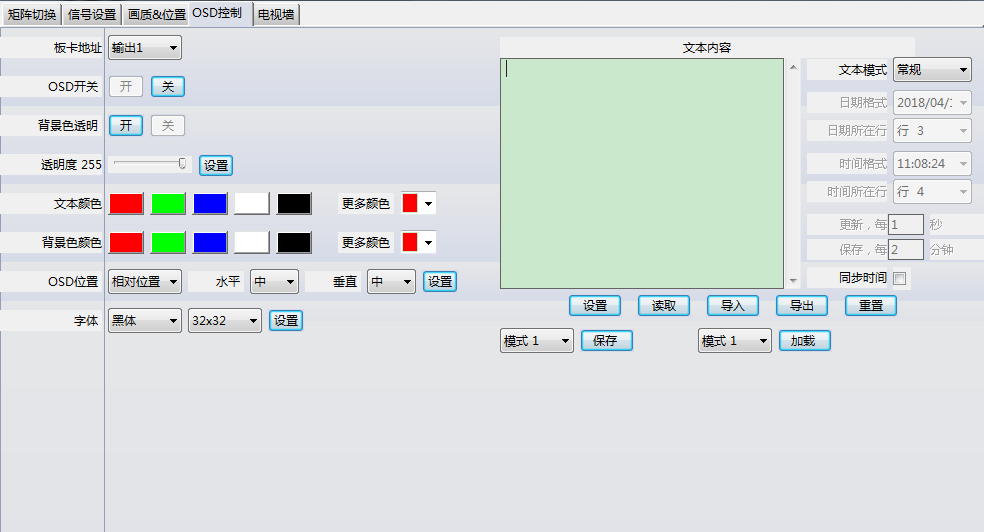 矩阵切换 信号设置 画质&位置 OSD控制 电视墙
板卡地址 输出1
OSD开关 开 关
背景色透明 开 关
透明度 255 设置
文本颜色 更多颜色
背景色颜色 更多颜色
OSD位置 相对位置 水平 中 垂直 中 设置
字体 黑体 32x32 设置
文本内容
文本模式 常规
日期格式 2018/04/
日期所在行 行 3
时间格式 11:08:24
时间所在行 行 4
更新，每 1 秒
保存，每 2 分钟
同步时间
设置 读取 导入 导出 重置
模式 1 保存 模式 1 加载